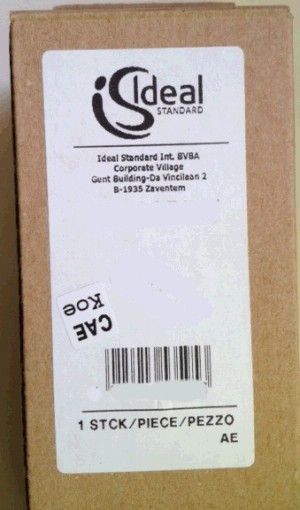 Ideal
STANDARD
Ideal Standard Int. BVBA
Corporate Village
Gent Building-Da Vincilaan 2
B-1935 Zaventem
CAE
Koe
1 STCK/PIECE/PEZZO
AE